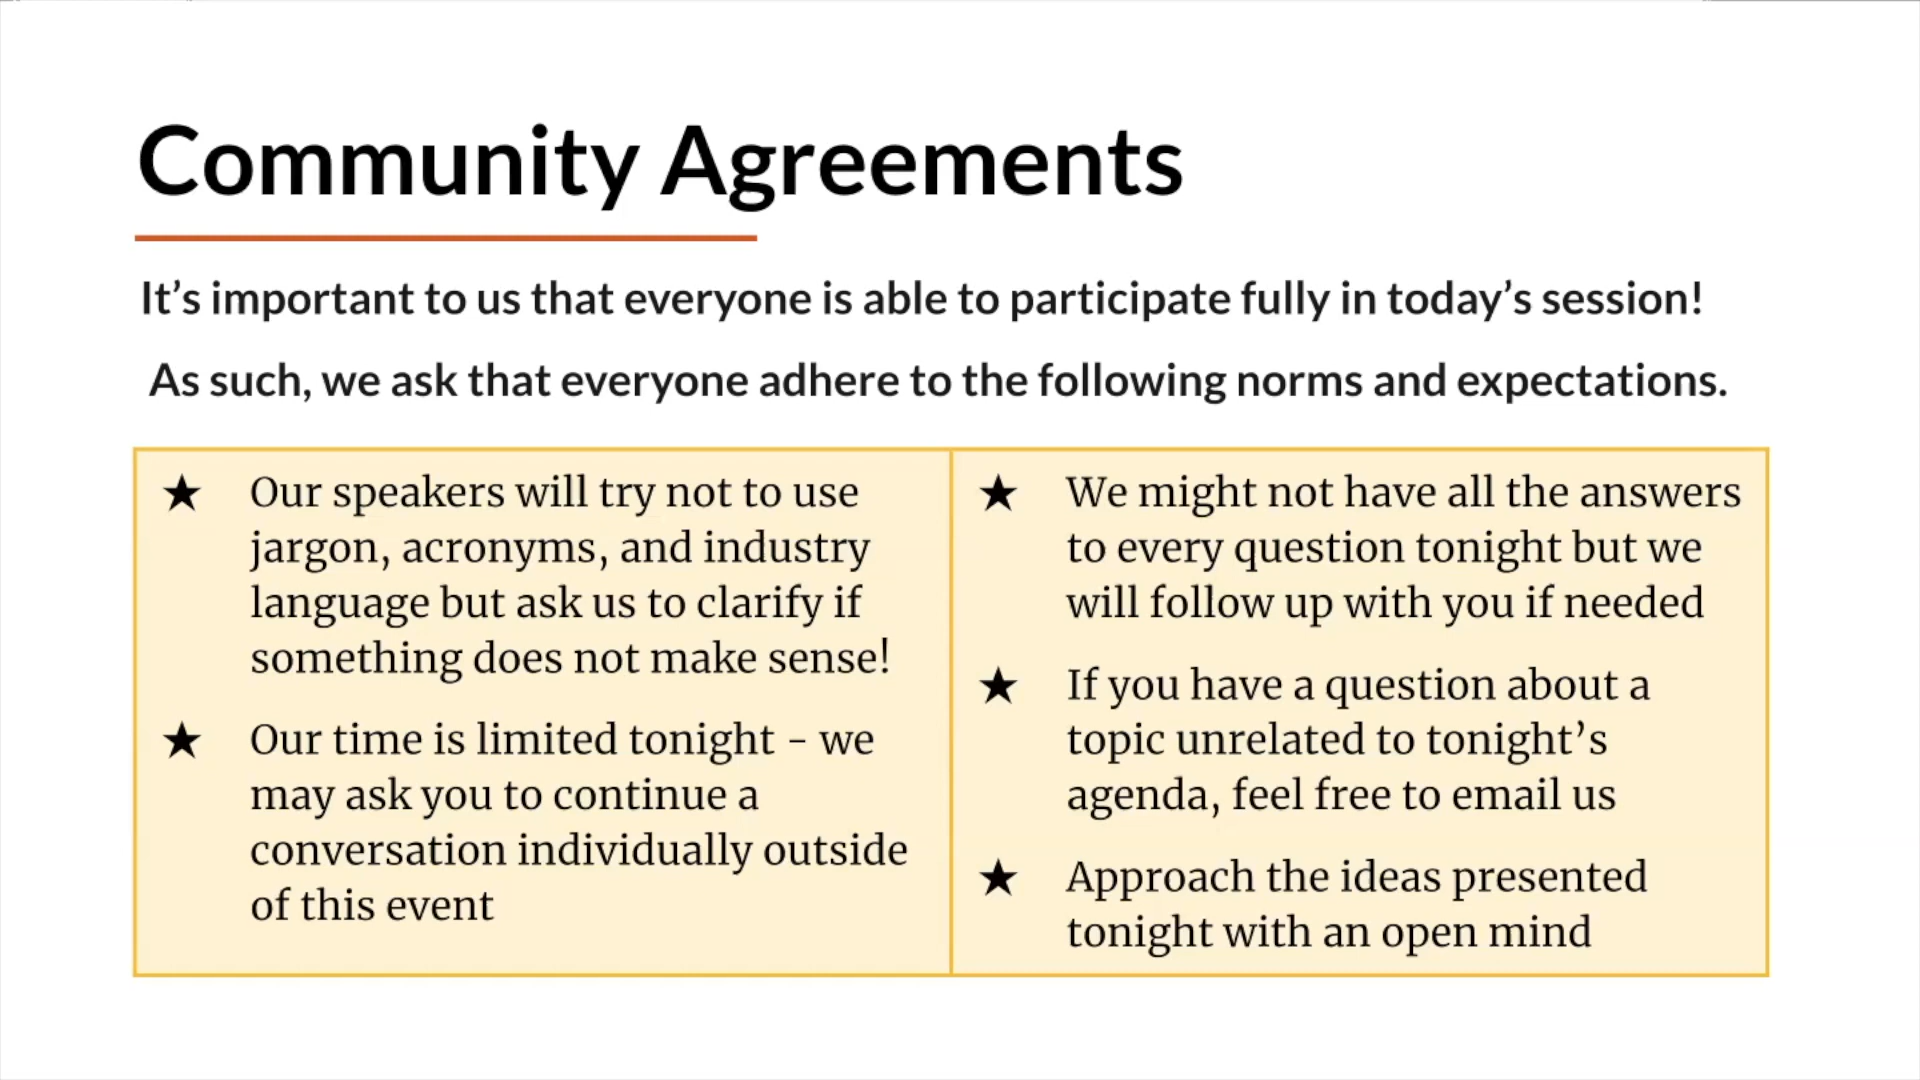 Community Agreements
It’s important to us that everyone is able to participate fully in today’s session!
As such, we ask that everyone adhere to the following norms and expectations.
★ Our speakers will try not to use
jargon, acronyms, and industry
language but ask us to clarify if
something does not make sense!
★ Our time is limited tonight - we
may ask you to continue a
conversation individually outside
of this event
★ We might not have all the answers
to every question tonight but we
will follow up with you if needed
★ If you have a question about a
topic unrelated to tonight’s
agenda, feel free to email us
★ Approach the ideas presented
tonight with an open mind